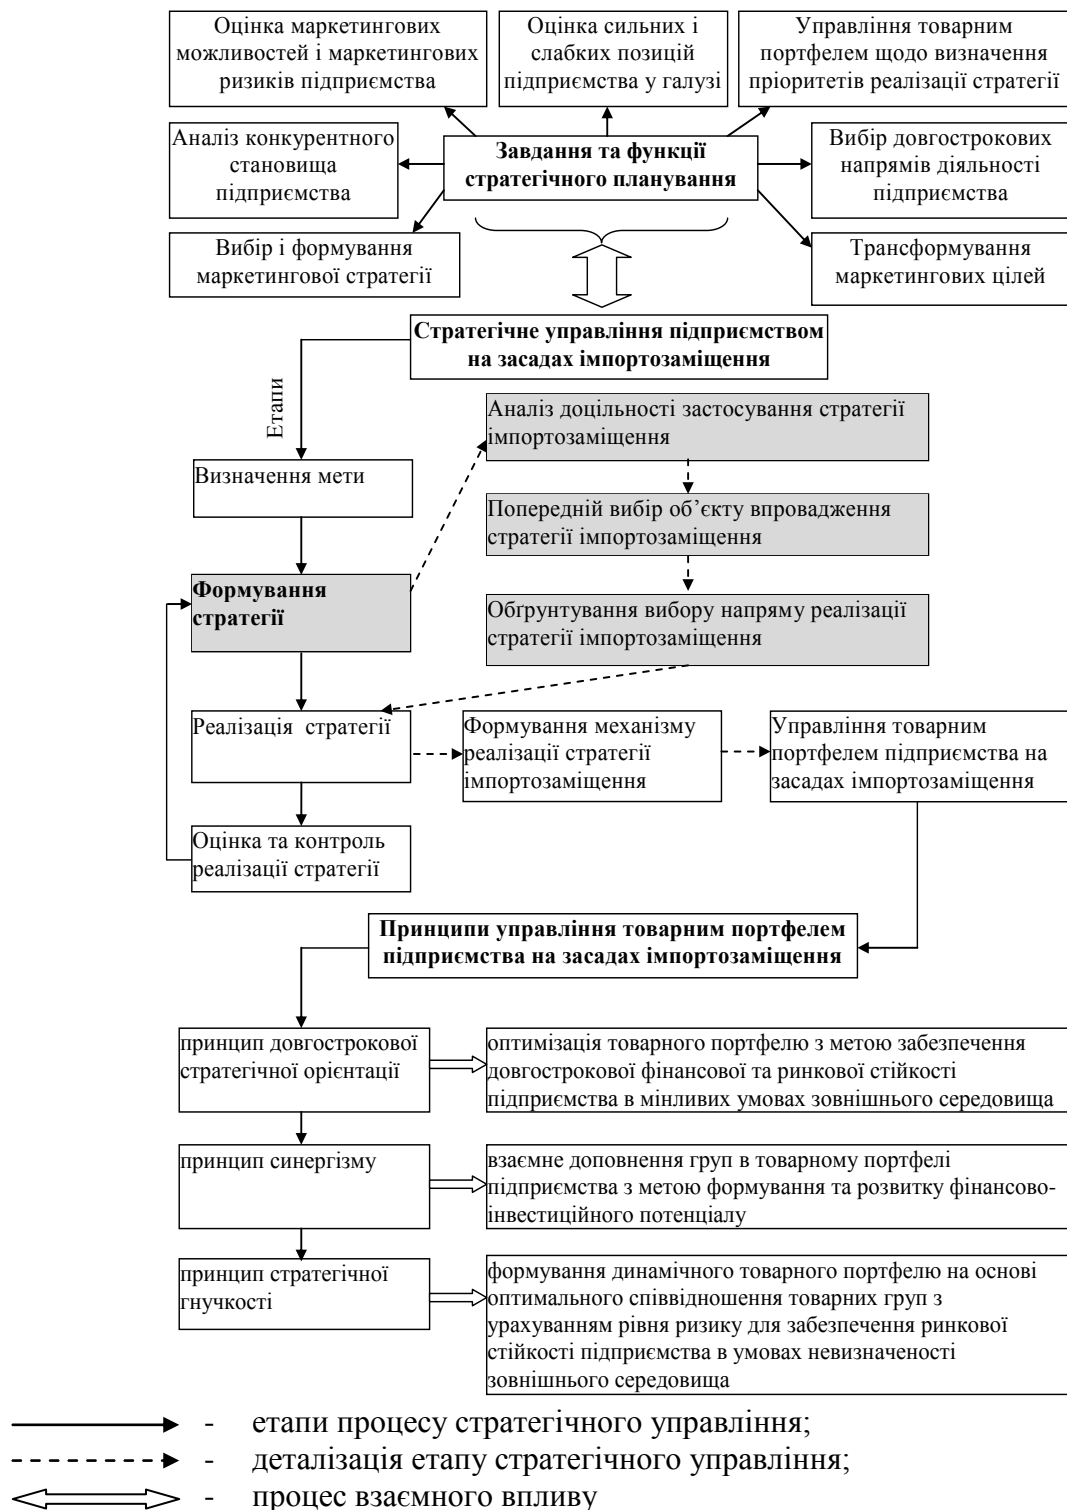 Оцінка маркетингових
можливостей і маркетингових
ризиків підприємства
Оцінка сильних і
слабких позицій
підприємства у галузі
Управління товарним
портфелем щодо визначення
пріоритетів реалізації стратегії
Аналіз конкурентного
становища
підприємства
Завдання та функції
стратегічного планування
Вибір довгострокових
напрямів діяльності
підприємства
Вибір і формування
маркетингової стратегії
Трансформування
маркетингових цілей
Стратегічне управління підприємством
на засадах імпортозаміщення
Етапи
Аналіз доцільності застосування стратегії
імпортозаміщення
Визначення мети
Попередній вибір об’єкту впровадження
стратегії імпортозаміщення
Формування
стратегії
Обґрунтування вибору напряму реалізації
стратегії імпортозаміщення
Реалізація стратегії
Формування механізму
реалізації стратегії
імпортозаміщення
Управління товарним
портфелем підприємства на
засадах імпортозаміщення
Оцінка та контроль
реалізації стратегії
Принципи управління товарним портфелем
підприємства на засадах імпортозаміщення
принцип довгострокової
стратегічної орієнтації
оптимізація товарного портфелю з метою забезпечення
довгострокової фінансової та ринкової стійкості
підприємства в мінливих умовах зовнішнього середовища
принцип синергізму
взаємне доповнення груп в товарному портфелі
підприємства з метою формування та розвитку фінансово-
інвестиційного потенціалу
принцип стратегічної
гнучкості
формування динамічного товарного портфелю на основі
оптимального співвідношення товарних груп з
урахуванням рівня ризику для забезпечення ринкової
стійкості підприємства в умовах невизначеності
зовнішнього середовища
- етапи процесу стратегічного управління;
- деталізація етапу стратегічного управління;
- процес взаємного впливу